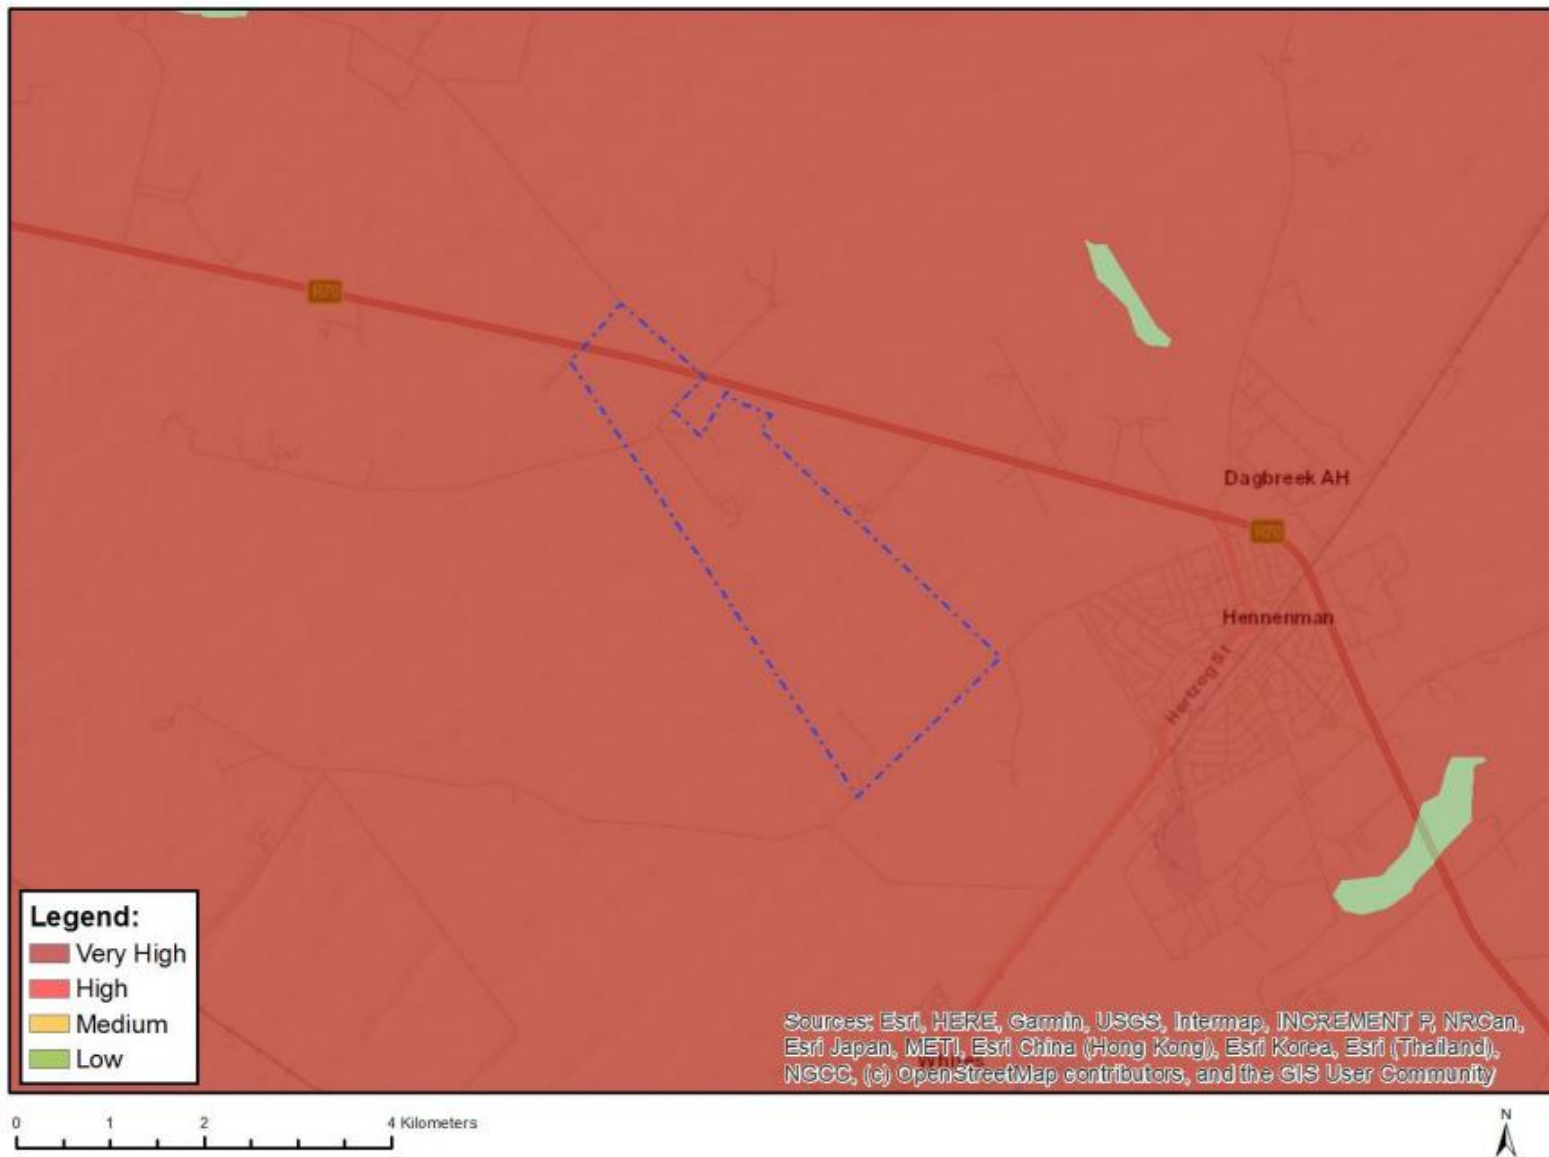 R70
Dagbreek AH
R70
Hennenman
Hertzog St
Legend:
Very High
High
Medium
Low
Sources: Esri, HERE, Garmin, USGS, Intermap, INCREMENT P, NRCan,
Esri Japan, METI, Esri China (Hong Kong), Esri Korea, Esri (Thailand),
NGCC, (c) OpenStreetMap contributors, and the GIS User Community
0 1 2 4 Kilometers
N